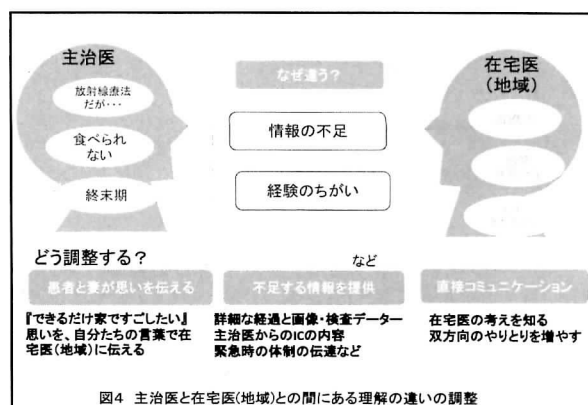 主治医
放射線療法
だが・・・
食べられ
ない
終末期
なぜ違う？
情報の不足
経験のちがい
など
在宅医
(地域)
どう調整する？
患者と妻が思いを伝える
『できるだけ家ですごしたい』
思いを、自分たちの言葉で在
宅医(地域)に伝える
不足する情報を提供
詳細な経過と画像・検査データー
主治医からのICの内容
緊急時の体制の伝達など
直接コミュニケーション
在宅医の考えを知る
双方向のやりとりを増やす
図4 主治医と在宅医(地域)との間にある理解の違いの調整